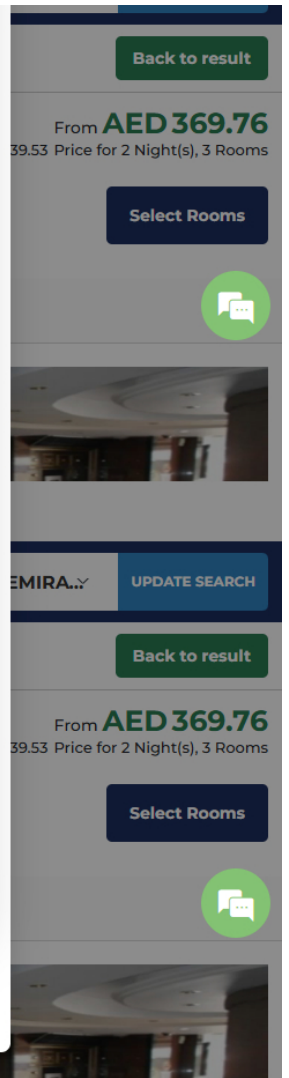 Back to result
From AED 369.76
39.53 Price for 2 Night(s), 3 Rooms
Select Rooms
EMIRA... UPDATE SEARCH
Back to result
From AED 369.76
39.53 Price for 2 Night(s), 3 Rooms
Select Rooms